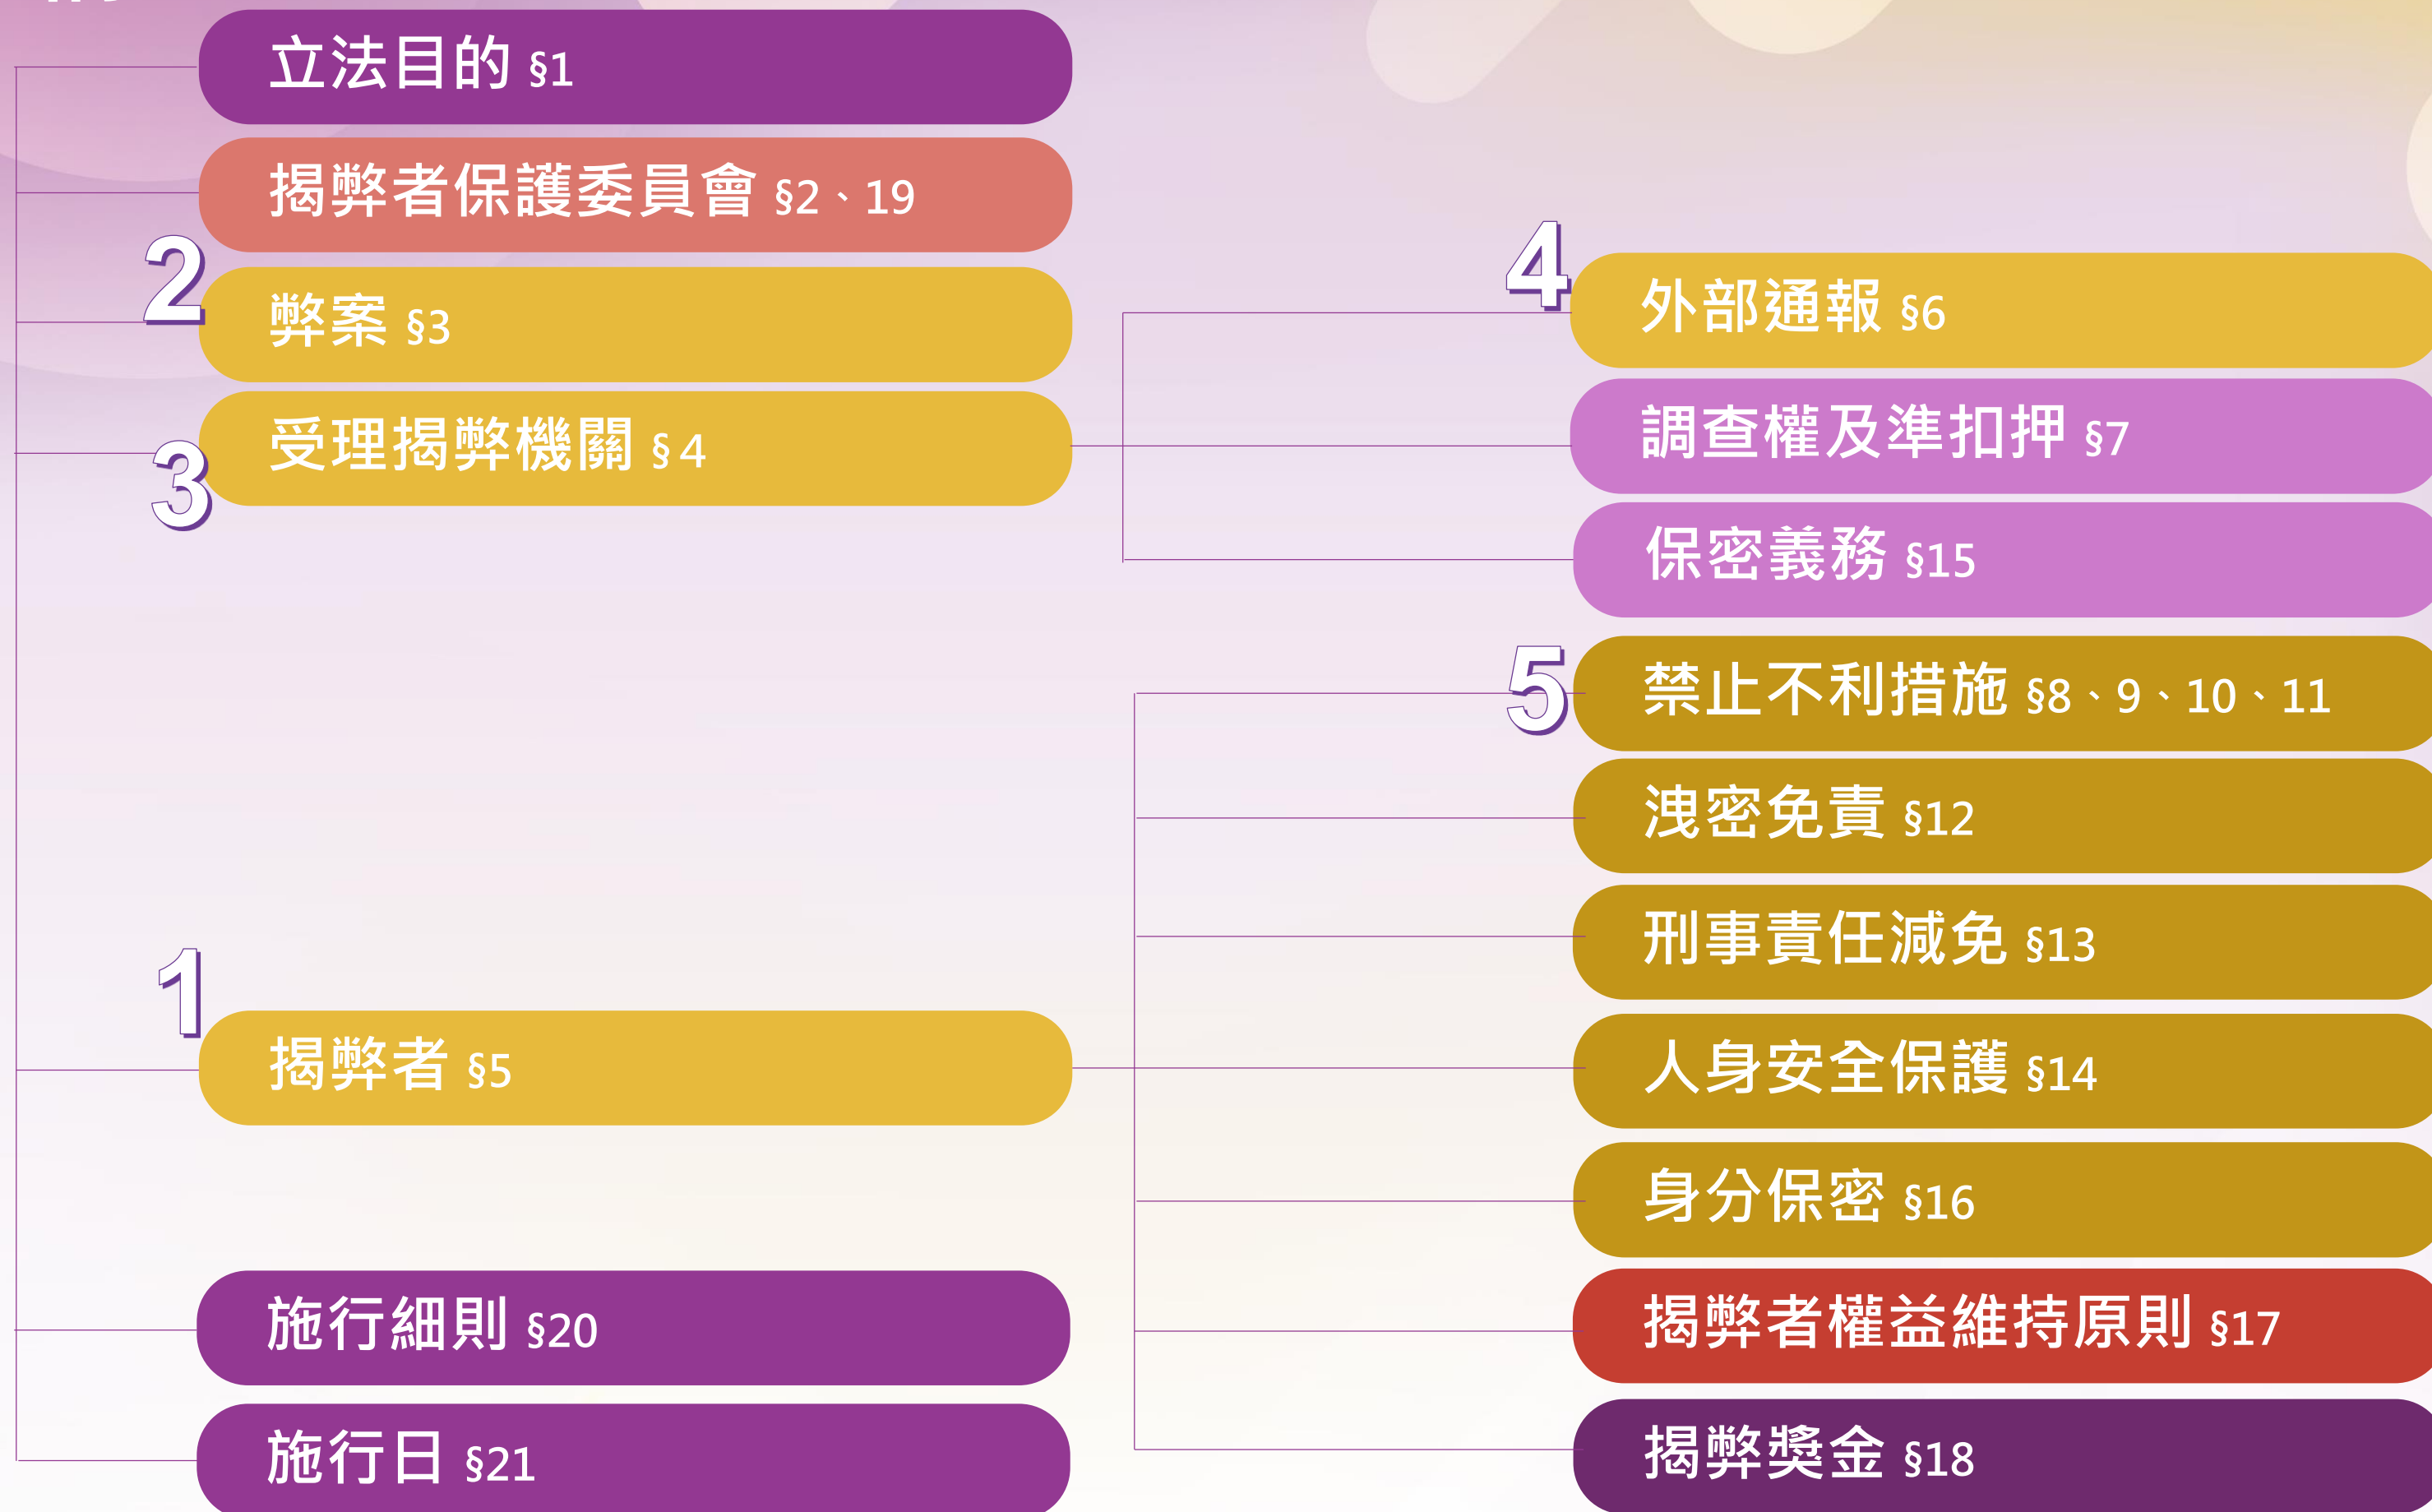 立法目的 §1
揭弊者保護委員會 §2、19
2
弊案 §3
受理揭弊機關 § 4
3
4
外部通報 §6
調查權及準扣押 §7
保密義務 §15
5
禁止不利措施 §8、9、10、11
洩密免責 §12
刑事責任減免 §13
1
揭弊者 §5
人身安全保護 §14
身分保密 §16
揭弊者權益維持原則 §17
揭弊獎金 §18
施行細則 §20
施行日 §21